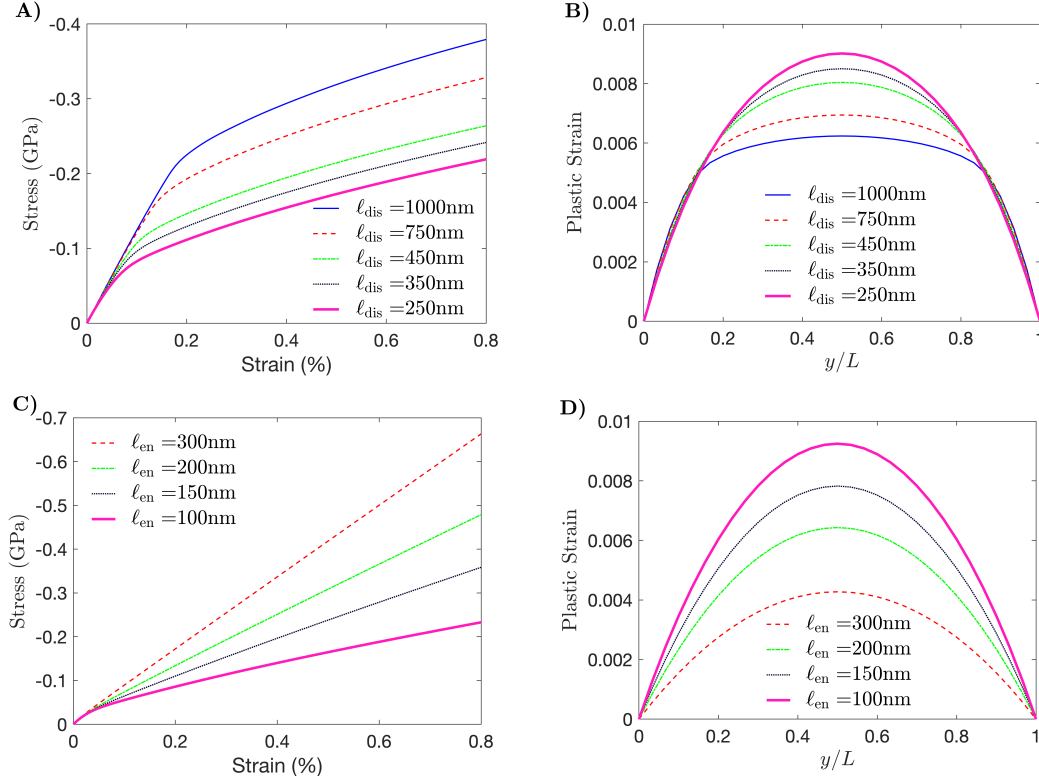 A)
-0.4
-0.3
-0.2
-0.1
0
0 0.2 0.4 0.6 0.8
Stress (GPa)
Strain (%)
ℓdis =1000nm
ℓdis =750nm
ℓdis =450nm
ℓdis =350nm
ℓdis =250nm
B)
0.01
0.008
0.006
0.004
0.002
0
0 0.2 0.4 0.6 0.8 1
Plastic Strain
y/L
ℓdis =1000nm
ℓdis =750nm
ℓdis =450nm
ℓdis =350nm
ℓdis =250nm
C)
-0.7
-0.6
-0.5
-0.4
-0.3
-0.2
-0.1
0
0 0.2 0.4 0.6 0.8
Stress (GPa)
Strain (%)
ℓen =300nm
ℓen =200nm
ℓen =150nm
ℓen =100nm
D)
0.01
0.008
0.006
0.004
0.002
0
0 0.2 0.4 0.6 0.8 1
Plastic Strain
y/L
ℓen =300nm
ℓen =200nm
ℓen =150nm
ℓen =100nm